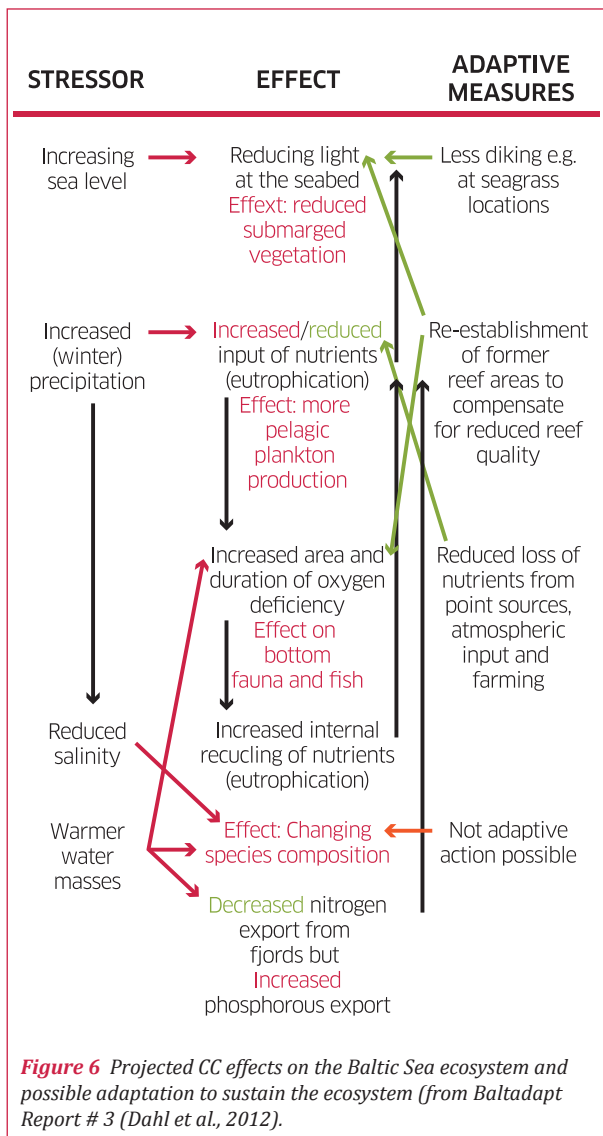 STRESSOR
EFFECT
ADAPTIVE
MEASURES
Increasing
sea level
Reducing light
at the seabed
Effext: reduced
submarged
vegetation
Less diking e.g.
at seagrass
locations
Increased
(winter)
precipitation
Increased/reduced
input of nutrients
(eutrophication)
Effect: more
pelagic
plankton
production
Re-establishment
of former
reef areas to
compensate
for reduced reef
quality
Increased area and
duration of oxygen
deficiency
Effect on
bottom
fauna and fish
Reduced loss of
nutrients from
point sources,
atmospheric
input and
farming
Reduced
salinity
Increased internal
recucling of nutrients
(eutrophication)
Warmer
water
masses
Effect: Changing
species composition
Not adaptive
action possible
Decreased nitrogen
export from
fjords but
Increased
phosphorous export
Figure 6 Projected CC effects on the Baltic Sea ecosystem and
possible adaptation to sustain the ecosystem (from Baltadapt
Report # 3 (Dahl et al., 2012).